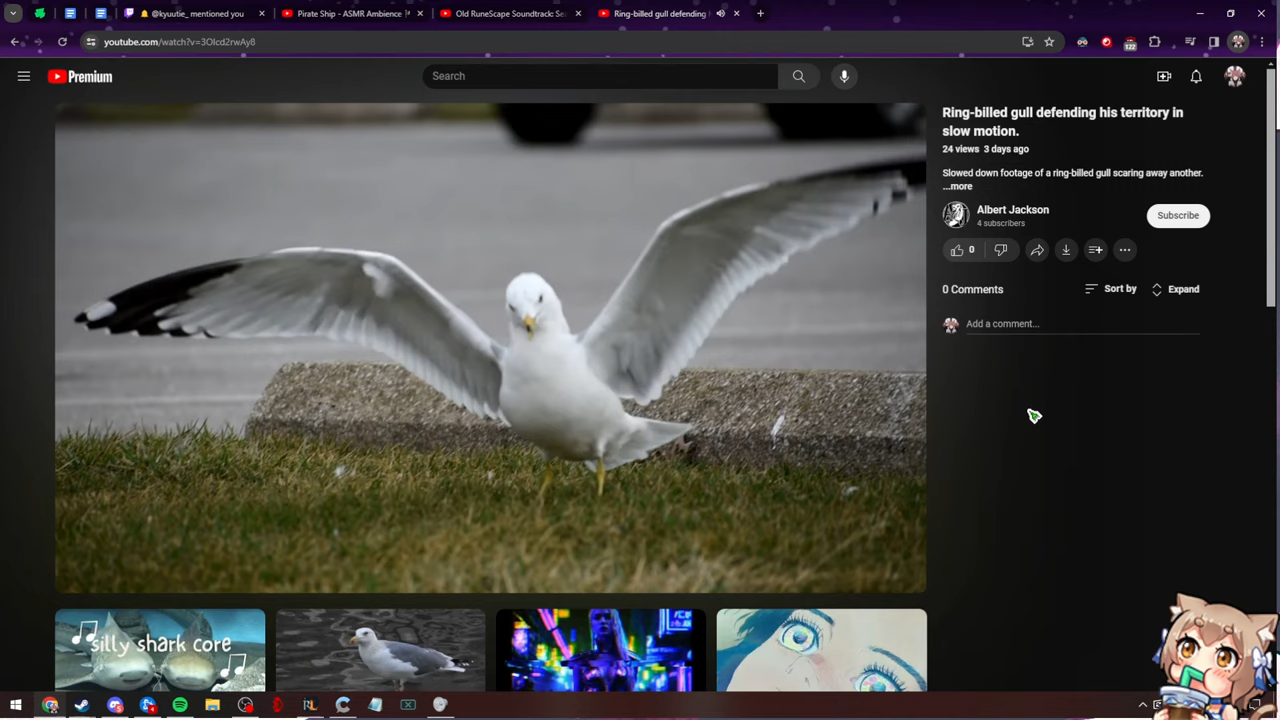 @kyuutie_mentioned you
Pirate Ship - ASMR Ambience
Old RuneScape Soundtrack: Se
Ring-billed gull defending
youtube.com/watch?v=3OIcd2rwAy8
122
Premium
Search
Ring-billed gull defending his territory in
slow motion.
24 views 3 days ago
Slowed down footage of a ring-billed gull scaring away another.
...more
Albert Jackson
4 subscribers
Subscribe
0
0 Comments
Sort by
Expand
Add a comment...
silly shark core